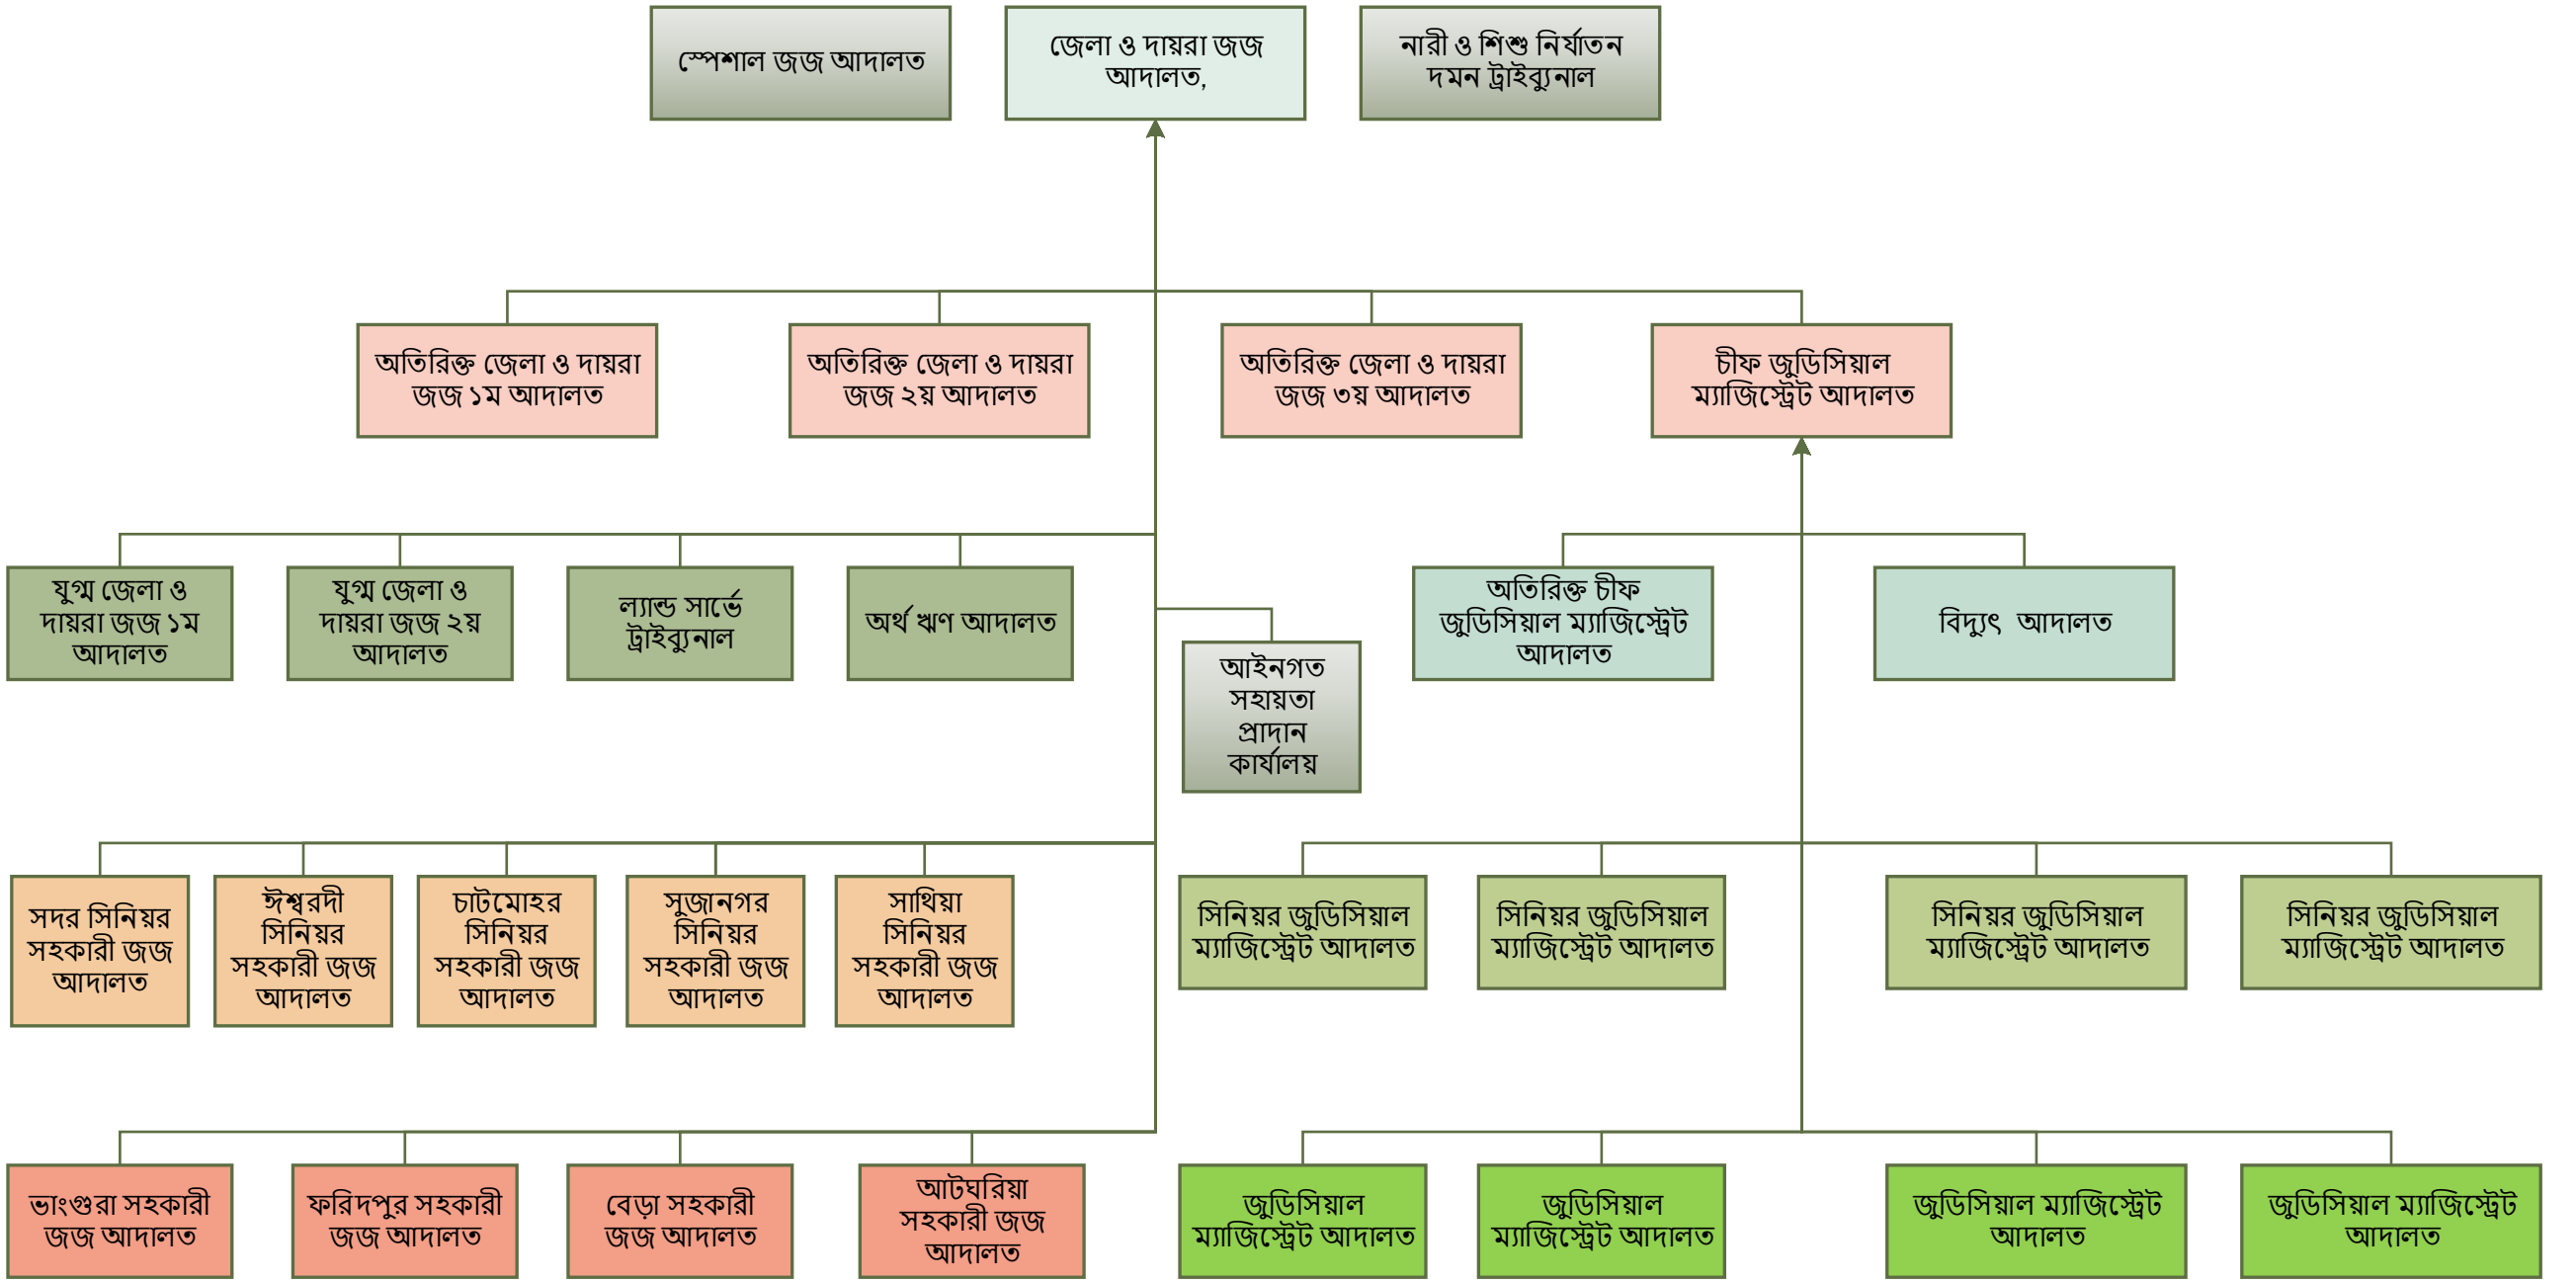 স্পেশাল জজ আদালত
জেলা ও দায়রা জজ
আদালত,
নারী ও শিশু নির্যাতন
দমন ট্রাইব্যুনাল
অতিরিক্ত জেলা ও দায়রা
জজ ১ম আদালত
অতিরিক্ত জেলা ও দায়রা
জজ ২য় আদালত
অতিরিক্ত জেলা ও দায়রা
জজ ৩য় আদালত
চীফ জুডিসিয়াল
ম্যাজিস্ট্রেট আদালত
যুগ্ম জেলা ও
দায়রা জজ ১ম
আদালত
যুগ্ম জেলা ও
দায়রা জজ ২য়
আদালত
ল্যান্ড সার্ভে
ট্রাইব্যুনাল
অর্থ ঋণ আদালত
আইনগত
সহায়তা
প্রাদান
কার্যালয়
অতিরিক্ত চীফ
জুডিসিয়াল ম্যাজিস্ট্রেট
আদালত
বিদ্যুৎ আদালত
সদর সিনিয়র
সহকারী জজ
আদালত
ঈশ্বরদী
সিনিয়র
সহকারী জজ
আদালত
চাটমোহর
সিনিয়র
সহকারী জজ
আদালত
সুজানগর
সিনিয়র
সহকারী জজ
আদালত
সাথিয়া
সিনিয়র
সহকারী জজ
আদালত
সিনিয়র জুডিসিয়াল
ম্যাজিস্ট্রেট আদালত
সিনিয়র জুডিসিয়াল
ম্যাজিস্ট্রেট আদালত
সিনিয়র জুডিসিয়াল
ম্যাজিস্ট্রেট আদালত
সিনিয়র জুডিসিয়াল
ম্যাজিস্ট্রেট আদালত
ভাংগুরা সহকারী
জজ আদালত
ফরিদপুর সহকারী
জজ আদালত
বেড়া সহকারী
জজ আদালত
আটঘরিয়া
সহকারী জজ
আদালত
জুডিসিয়াল
ম্যাজিস্ট্রেট আদালত
জুডিসিয়াল
ম্যাজিস্ট্রেট আদালত
জুডিসিয়াল ম্যাজিস্ট্রেট
আদালত
জুডিসিয়াল ম্যাজিস্ট্রেট
আদালত